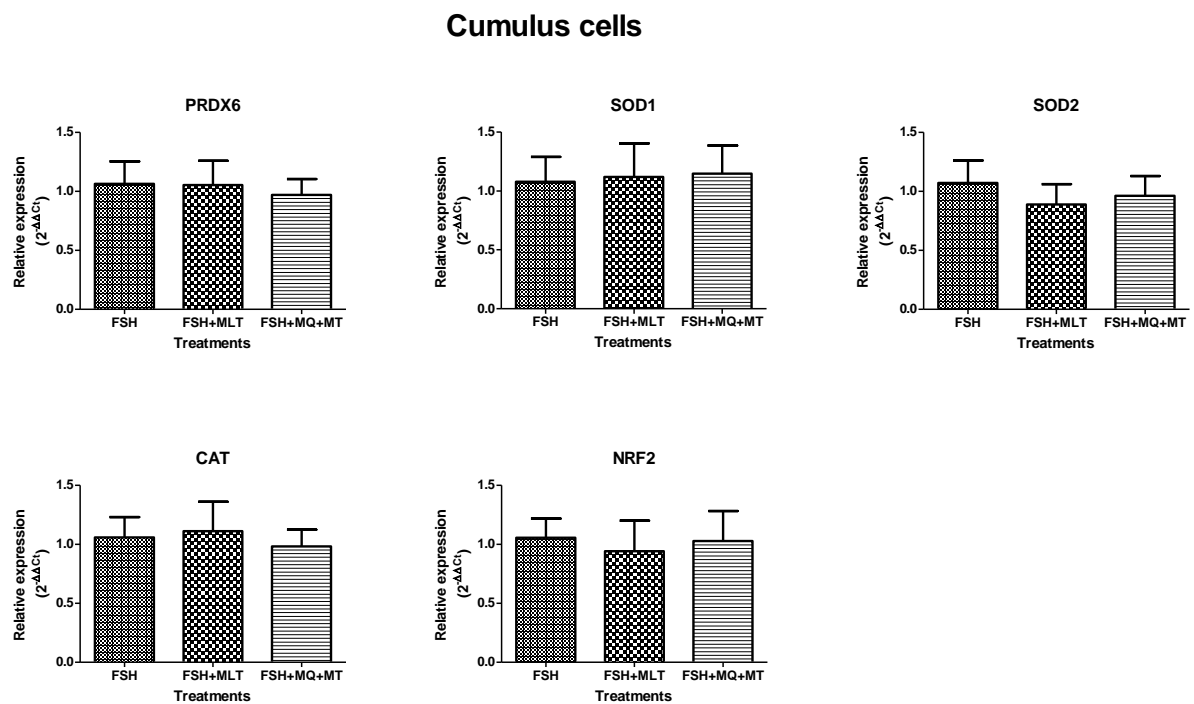 Cumulus cells
PRDX6
Relative expression
(2-ΔΔCt)
1.5
1.0
0.5
0.0
FSH FSH+MLT FSH+MQ+MT
Treatments
SOD1
Relative expression
(2-ΔΔCt)
1.5
1.0
0.5
0.0
FSH FSH+MLT FSH+MQ+MT
Treatments
SOD2
Relative expression
(2-ΔΔCt)
1.5
1.0
0.5
0.0
FSH FSH+MLT FSH+MQ+MT
Treatments
CAT
Relative expression
(2-ΔΔCt)
1.5
1.0
0.5
0.0
FSH FSH+MLT FSH+MQ+MT
Treatments
NRF2
Relative expression
(2-ΔΔCt)
1.5
1.0
0.5
0.0
FSH FSH+MLT FSH+MQ+MT
Treatments